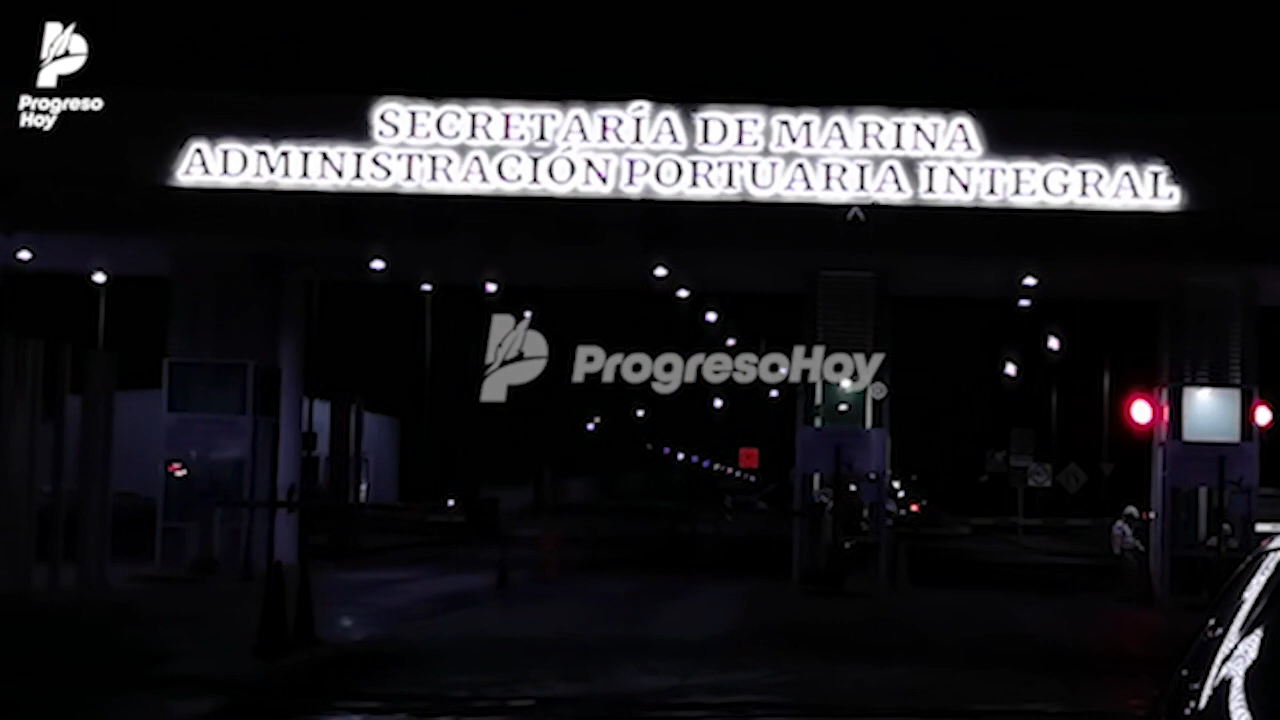 Progreso
Hoy
SECRETARÍA DE MARINA
ADMINISTRACIÓN PORTUARIA INTEGRAL
ProgresoHoy